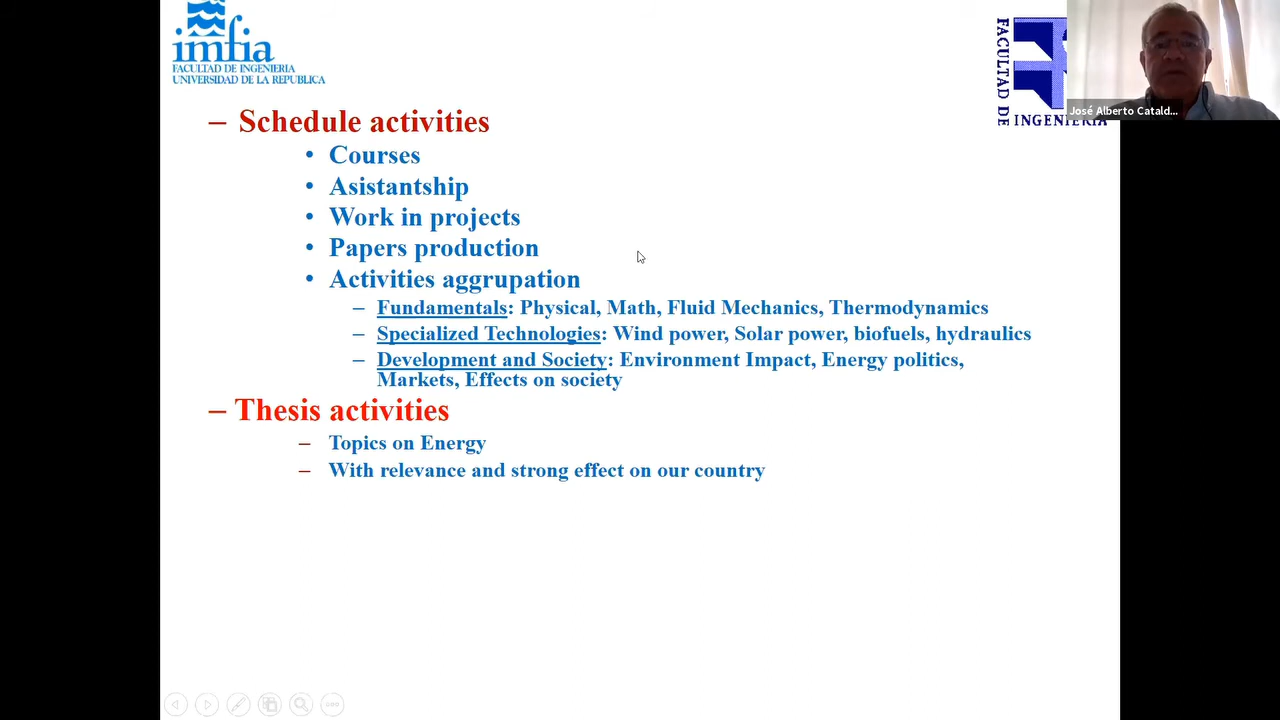 imfia
FACULTAD DE INGENIERIA
UNIVERSIDAD DE LA REPUBLICA
FACULTAD DE INGENIERIA
José Alberto Catald...
– Schedule activities
• Courses
• Asistantship
• Work in projects
• Papers production
• Activities aggrupation
– Fundamentals: Physical, Math, Fluid Mechanics, Thermodynamics
– Specialized Technologies: Wind power, Solar power, biofuels, hydraulics
– Development and Society: Environment Impact, Energy politics,
Markets, Effects on society
– Thesis activities
– Topics on Energy
– With relevance and strong effect on our country